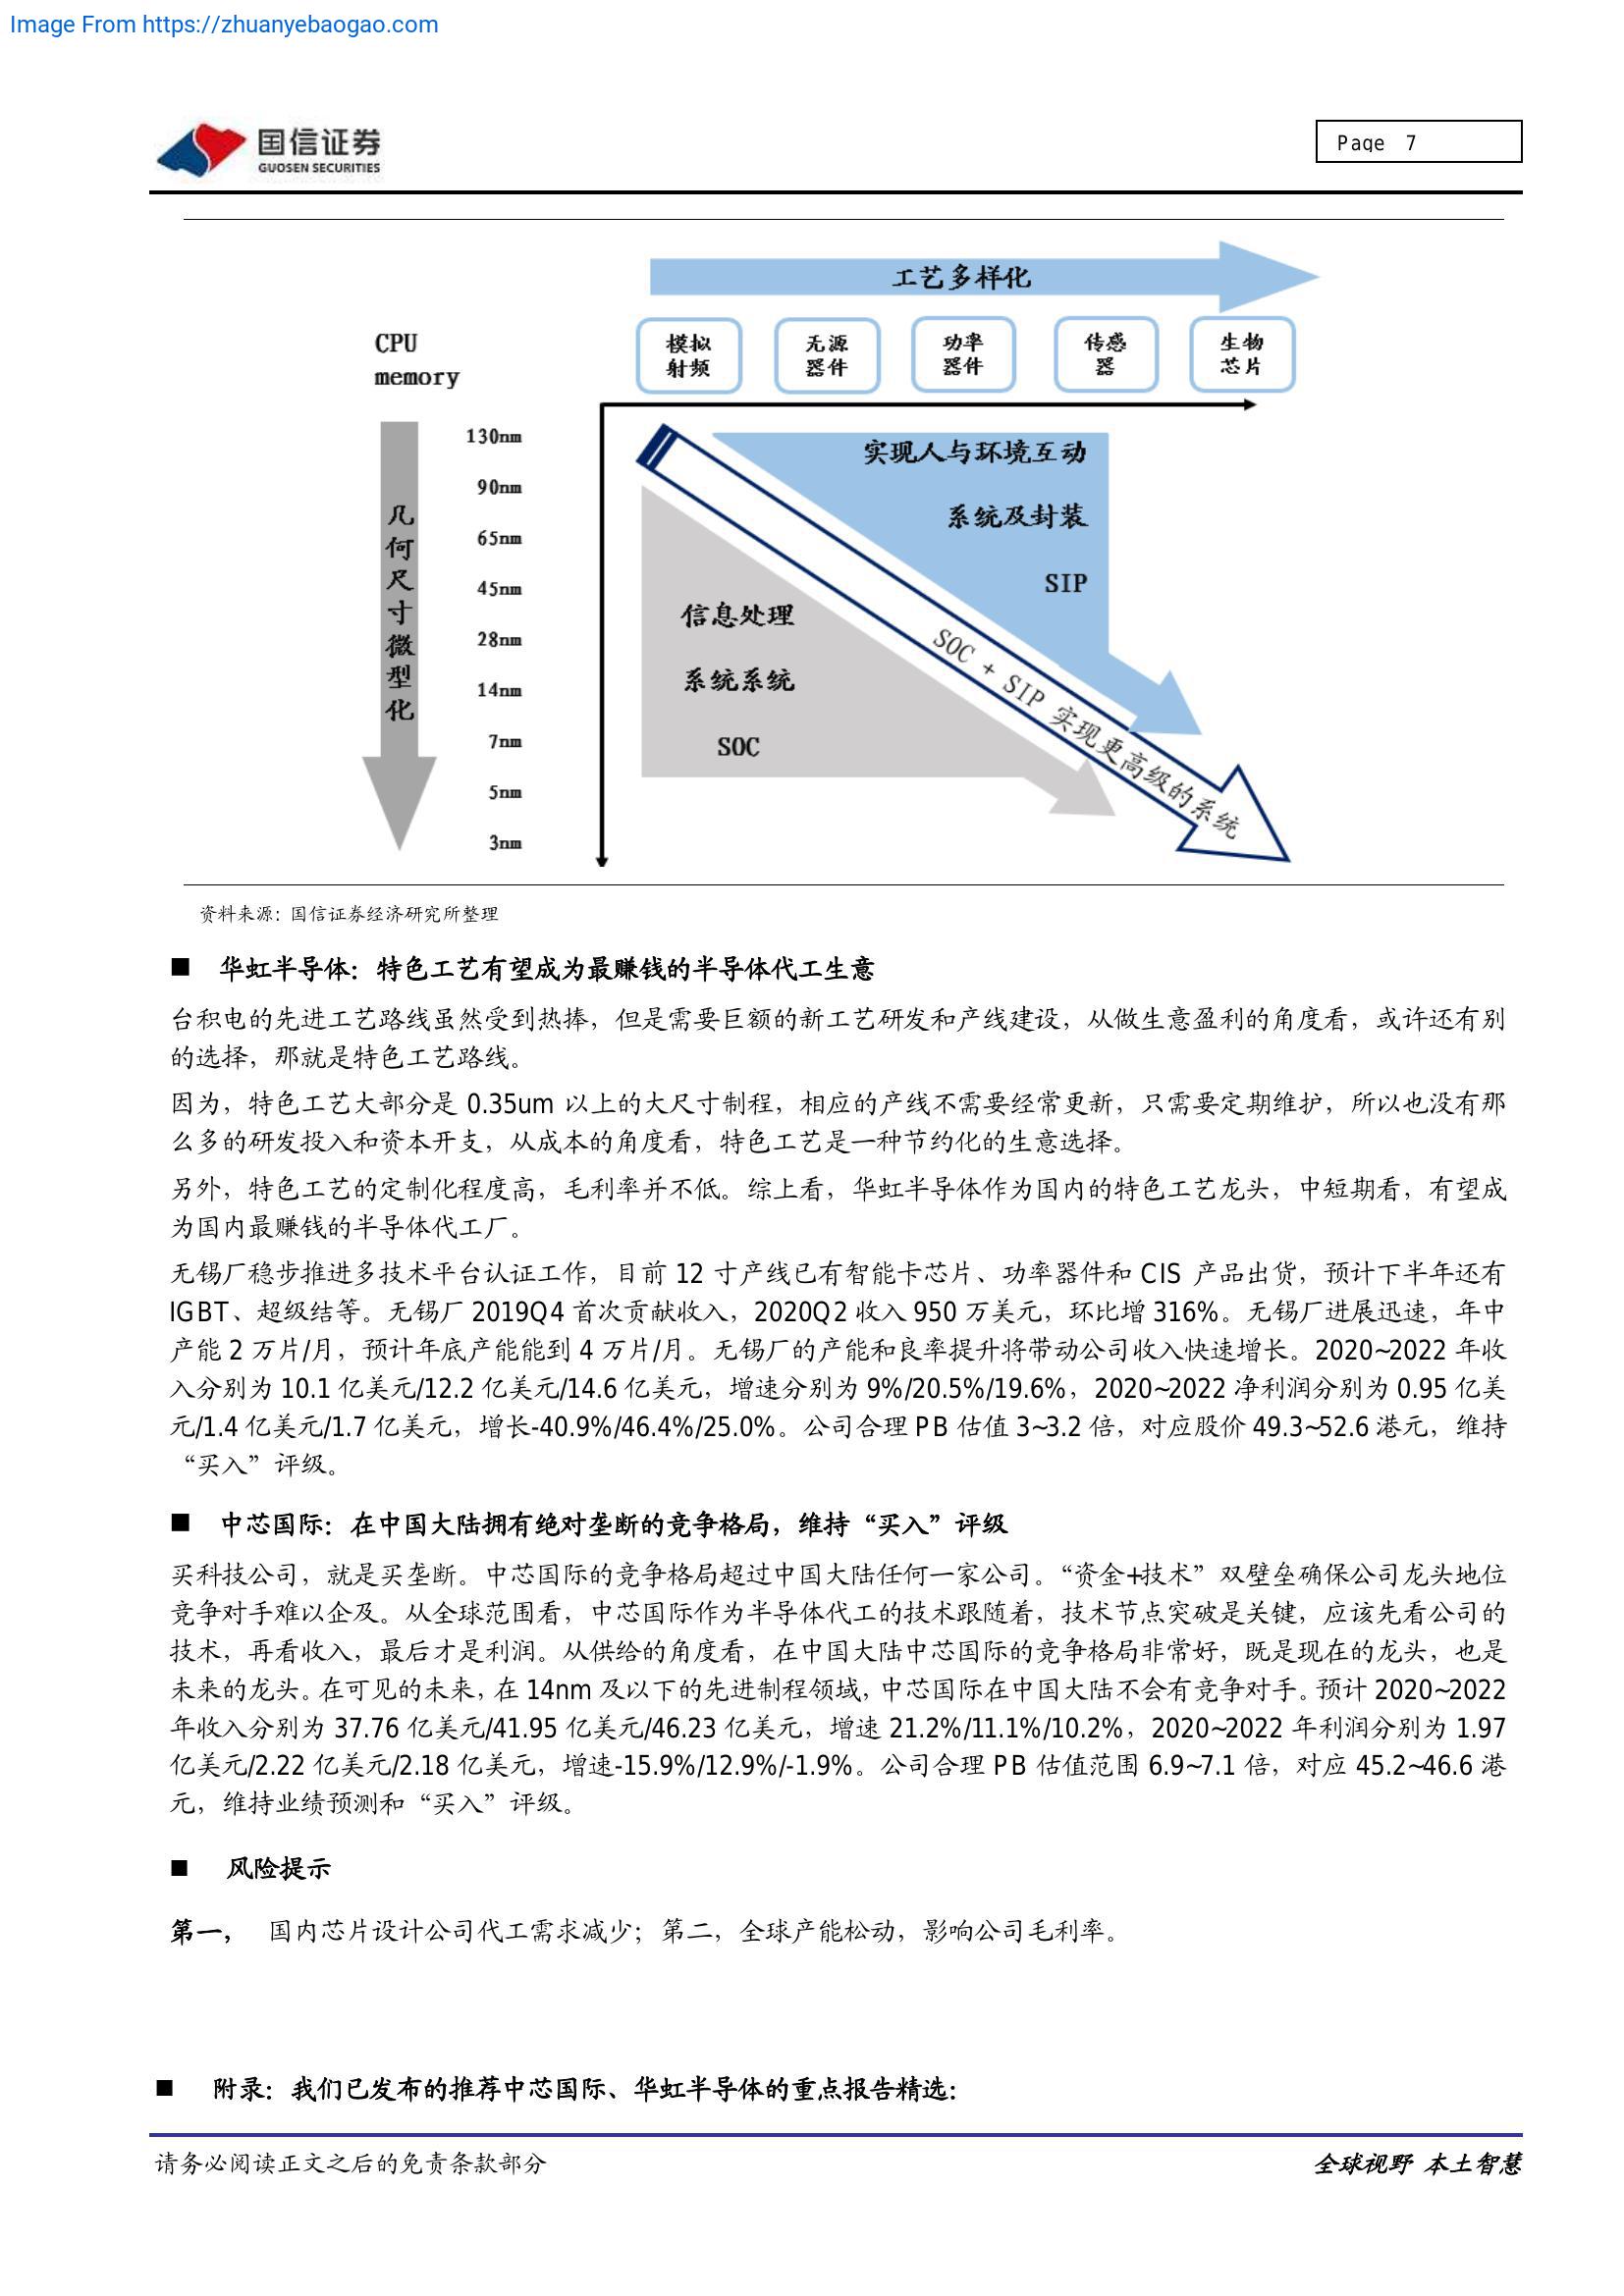 Image From https://zhuanyebaogao.com
国信证券
GUOSEN SECURITIES
Page 7
工艺多样化
CPU
memory
模拟
射频
无源
器件
功率
器件
传感
器
生物
芯片
几何尺寸微型化
130nm
90nm
65nm
45nm
28nm
14nm
7nm
5nm
3nm
实现人与环境互动
系统及封装
SIP
信息处理
系统系统
SOC
SOC + SIP 实现更高级的系统
资料来源：国信证券经济研究所整理
■ 华虹半导体：特色工艺有望成为最赚钱的半导体代工生意
台积电的先进工艺路线虽然受到热捧，但是需要巨额的新工艺研发和产线建设，从做生意盈利的角度看，或许还有别
的选择，那就是特色工艺路线。
因为，特色工艺大部分是 0.35um 以上的大尺寸制程，相应的产线不需要经常更新，只需要定期维护，所以也没有那
么多的研发投入和资本开支，从成本的角度看，特色工艺是一种节约化的生意选择。
另外，特色工艺的定制化程度高，毛利率并不低。综上看，华虹半导体作为国内的特色工艺龙头，中短期看，有望成
为国内最赚钱的半导体代工厂。
无锡厂稳步推进多技术平台认证工作，目前 12 寸产线已有智能卡芯片、功率器件和 CIS 产品出货，预计下半年还有
IGBT、超级结等。无锡厂 2019Q4 首次贡献收入，2020Q2 收入 950 万美元，环比增 316%。无锡厂进展迅速，年中
产能 2 万片/月，预计年底产能能到 4 万片/月。无锡厂的产能和良率提升将带动公司收入快速增长。2020~2022 年收
入分别为 10.1 亿美元/12.2 亿美元/14.6 亿美元，增速分别为 9%/20.5%/19.6%，2020~2022 净利润分别为 0.95 亿美
元/1.4 亿美元/1.7 亿美元，增长-40.9%/46.4%/25.0%。公司合理 PB 估值 3~3.2 倍，对应股价 49.3~52.6 港元，维持
“买入”评级。
■ 中芯国际：在中国大陆拥有绝对垄断的竞争格局，维持“买入”评级
买科技公司，就是买垄断。中芯国际的竞争格局超过中国大陆任何一家公司。“资金+技术”双壁垒确保公司龙头地位
竞争对手难以企及。从全球范围看，中芯国际作为半导体代工的技术跟随着，技术节点突破是关键，应该先看公司的
技术，再看收入，最后才是利润。从供给的角度看，在中国大陆中芯国际的竞争格局非常好，既是现在的龙头，也是
未来的龙头。在可见的未来，在 14nm 及以下的先进制程领域，中芯国际在中国大陆不会有竞争对手。预计 2020~2022
年收入分别为 37.76 亿美元/41.95 亿美元/46.23 亿美元，增速 21.2%/11.1%/10.2%，2020~2022 年利润分别为 1.97
亿美元/2.22 亿美元/2.18 亿美元，增速-15.9%/12.9%/-1.9%。公司合理 PB 估值范围 6.9~7.1 倍，对应 45.2~46.6 港
元，维持业绩预测和“买入”评级。
■ 风险提示
第一， 国内芯片设计公司代工需求减少；第二，全球产能松动，影响公司毛利率。
■ 附录：我们已发布的推荐中芯国际、华虹半导体的重点报告精选：
请务必阅读正文之后的免责条款部分
全球视野 本土智慧